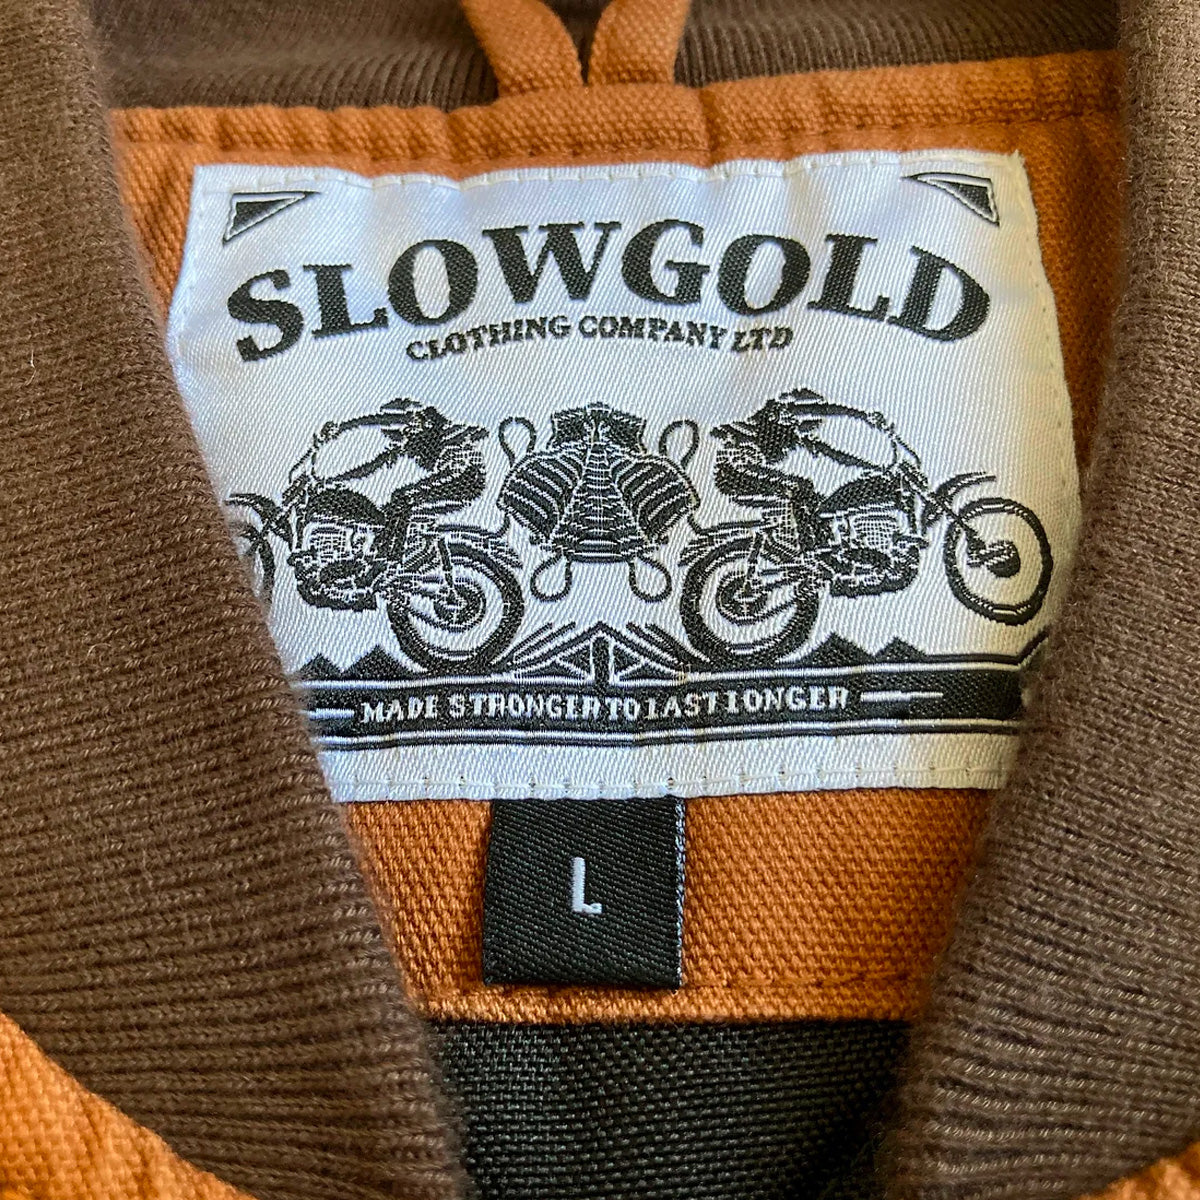 SLOWGOLD
CLOTHING COMPANY LTD
MADE STRONGER TO LAST LONGER
L